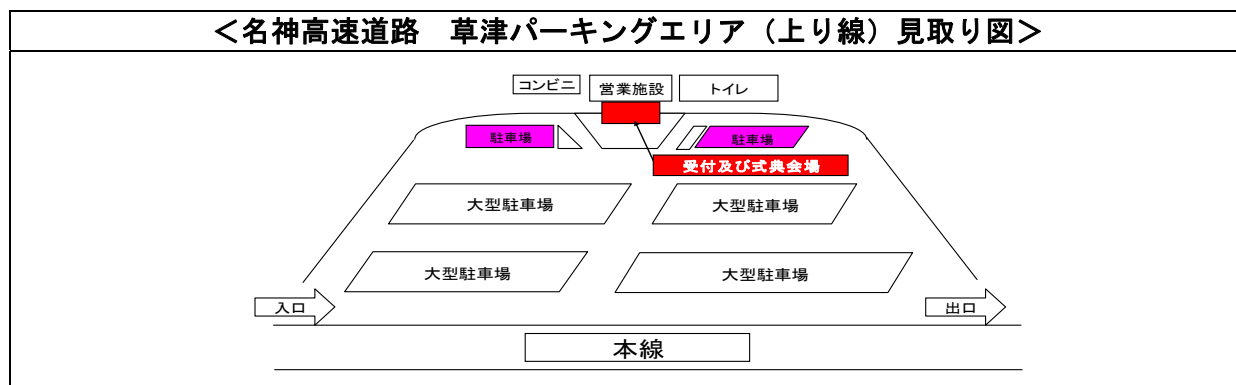 ＜名神高速道路　草津パーキングエリア（上り線）見取り図＞
コンビニ
営業施設
トイレ
駐車場
駐車場
受付及び式典会場
大型駐車場
大型駐車場
大型駐車場
大型駐車場
入口
出口
本線